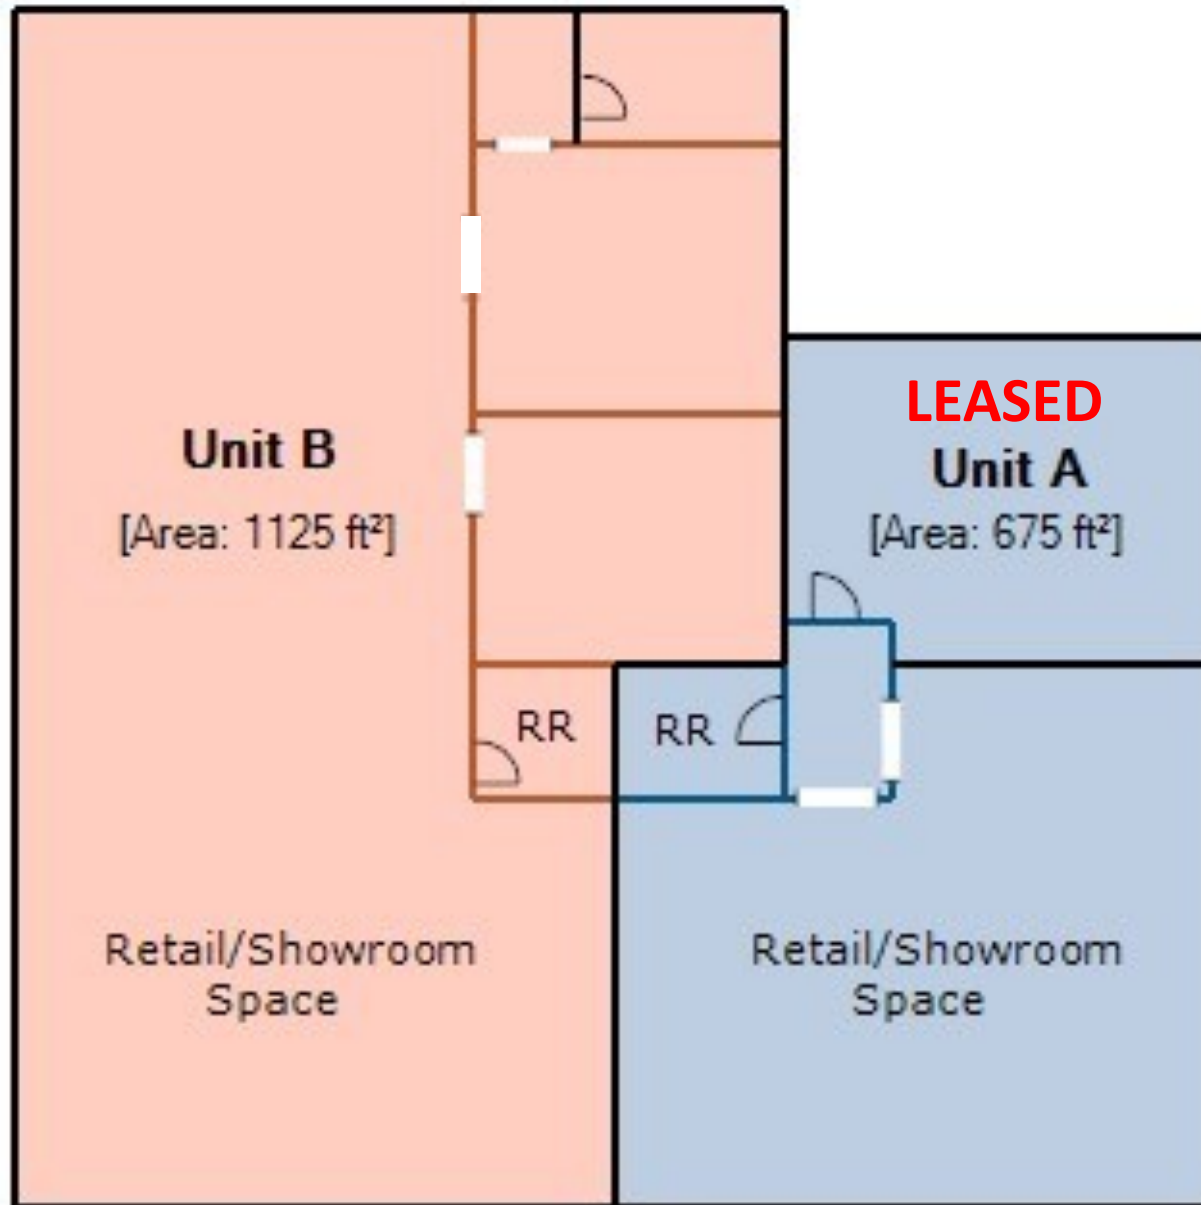 LEASED
Unit B
[Area: 1125 ft²]
Unit A
[Area: 675 ft²]
RR
RR
Retail/Showroom
Space
Retail/Showroom
Space